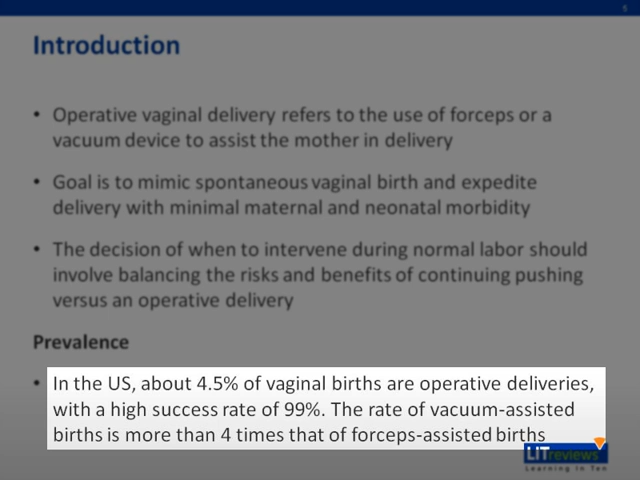 5
Introduction
• Operative vaginal delivery refers to the use of forceps or a
vacuum device to assist the mother in delivery
• Goal is to mimic spontaneous vaginal birth and expedite
delivery with minimal maternal and neonatal morbidity
• The decision of when to intervene during normal labor should
involve balancing the risks and benefits of continuing pushing
versus an operative delivery
Prevalence
• In the US, about 4.5% of vaginal births are operative deliveries,
with a high success rate of 99%. The rate of vacuum-assisted
births is more than 4 times that of forceps-assisted births
LITreviews
Learning In Ten